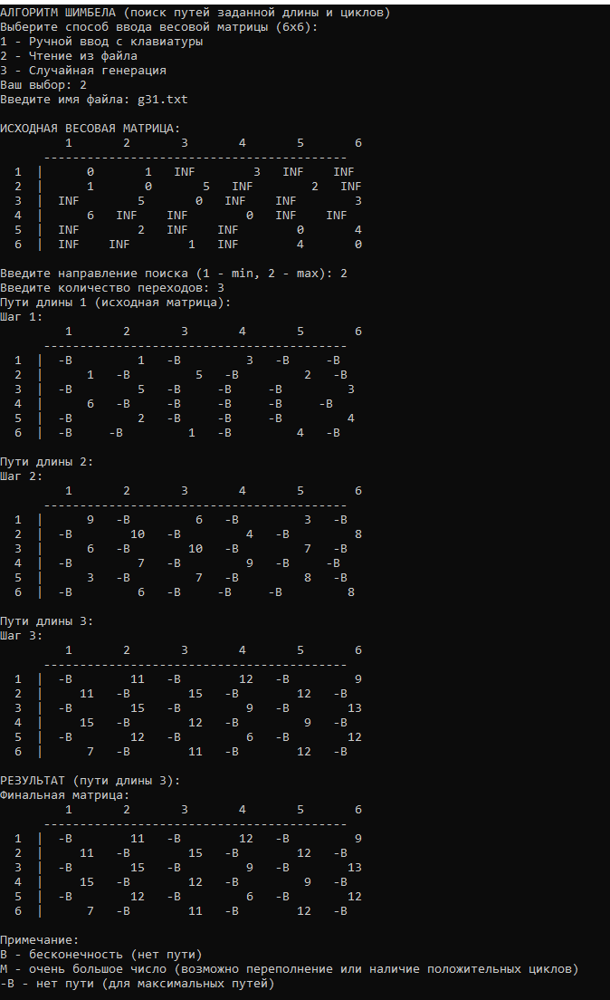 АЛГОРИТМ ШИМБЕЛА (поиск путей заданной длины и циклов)
Выберите способ ввода весовой матрицы (6x6):
1 - Ручной ввод с клавиатуры
2 - Чтение из файла
3 - Случайная генерация
Ваш выбор: 2
Введите имя файла: g31.txt
ИСХОДНАЯ ВЕСОВАЯ МАТРИЦА:
1 2 3 4 5 6
------------------------------------------
1 | 0 1 INF 3 INF INF
2 | 1 0 5 INF 2 INF
3 | INF 5 0 INF INF 3
4 | 6 INF INF 0 INF INF
5 | INF 2 INF INF 0 4
6 | INF INF 1 INF 4 0
Введите направление поиска (1 - min, 2 - max): 2
Введите количество переходов: 3
Пути длины 1 (исходная матрица):
Шаг 1:
1 2 3 4 5 6
------------------------------------------
1 | -B 1 -B 3 -B -B
2 | 1 -B 5 -B 2 -B
3 | -B 5 -B -B -B 3
4 | 6 -B -B -B -B -B
5 | -B 2 -B -B -B 4
6 | -B -B 1 -B 4 -B
Пути длины 2:
Шаг 2:
1 2 3 4 5 6
------------------------------------------
1 | 9 -B 6 -B 3 -B
2 | -B 10 -B 4 -B 8
3 | 6 -B 10 -B 7 -B
4 | -B 7 -B 9 -B -B
5 | 3 -B 7 -B 8 -B
6 | -B 6 -B -B -B 8
Пути длины 3:
Шаг 3:
1 2 3 4 5 6
------------------------------------------
1 | -B 11 -B 12 -B 9
2 | 11 -B 15 -B 12 -B
3 | -B 15 -B 9 -B 13
4 | 15 -B 12 -B 9 -B
5 | -B 12 -B 6 -B 12
6 | 7 -B 11 -B 12 -B
РЕЗУЛЬТАТ (пути длины 3):
Финальная матрица:
1 2 3 4 5 6
------------------------------------------
1 | -B 11 -B 12 -B 9
2 | 11 -B 15 -B 12 -B
3 | -B 15 -B 9 -B 13
4 | 15 -B 12 -B 9 -B
5 | -B 12 -B 6 -B 12
6 | 7 -B 11 -B 12 -B
Примечание:
B - бесконечность (нет пути)
M - очень большое число (возможно переполнение или наличие положительных циклов)
-B - нет пути (для максимальных путей)